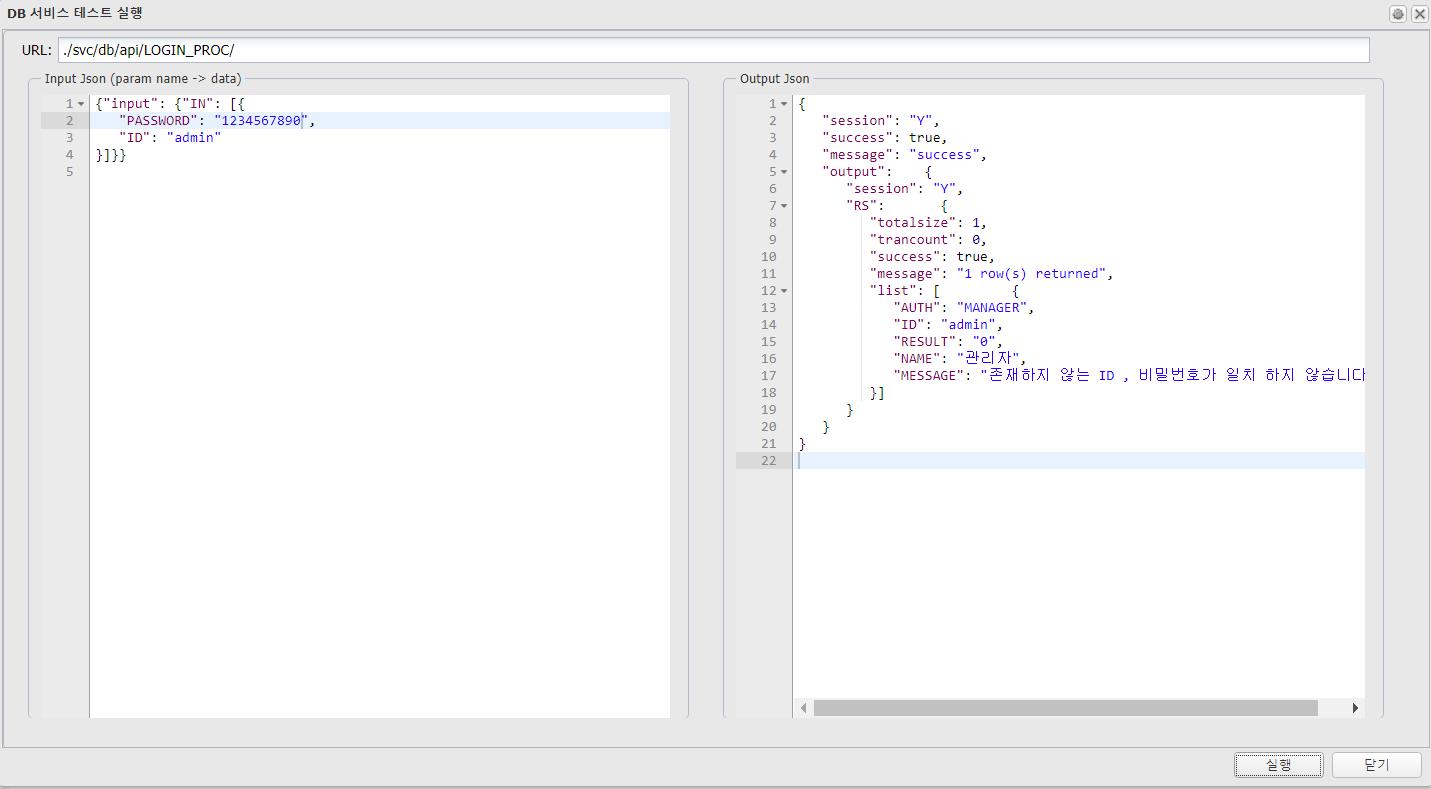 DB 서비스 테스트 실행
URL: ./svc/db/api/LOGIN_PROC/
Input Json (param name -> data)
1 {"input": {"IN": [{
2 "PASSWORD": "1234567890",
3 "ID": "admin"
4 }]}}
5
Output Json
1 {
2 "session": "Y",
3 "success": true,
4 "message": "success",
5 "output": {
6 "session": "Y",
7 "RS": {
8 "totalsize": 1,
9 "trancount": 0,
10 "success": true,
11 "message": "1 row(s) returned",
12 "list": [ {
13 "AUTH": "MANAGER",
14 "ID": "admin",
15 "RESULT": "0",
16 "NAME": "관리자",
17 "MESSAGE": "존재하지 않는 ID , 비밀번호가 일치 하지 않습니다
18 }]
19 }
20 }
21 }
22
실행 닫기